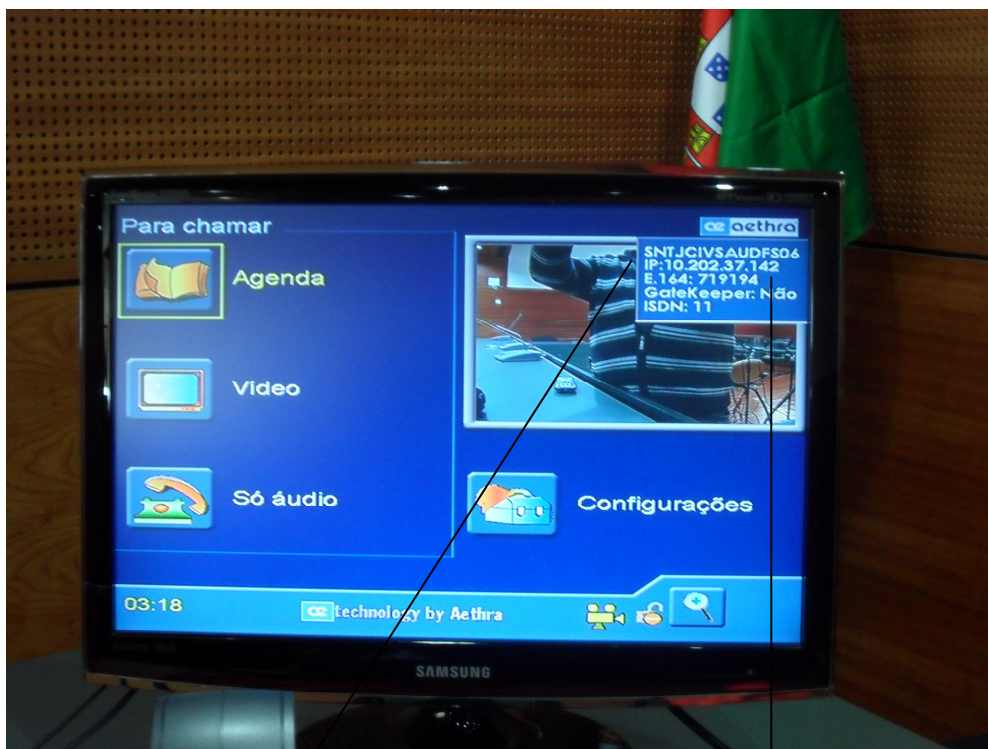 Para chamar
aethra
SNTJCIVSAUDFS06
IP:10.202.37.142
E.164: 719194
GateKeeper: Não
ISDN: 11
Agenda
Vídeo
Só áudio
Configurações
03:18
technology by Aethra
SAMSUNG